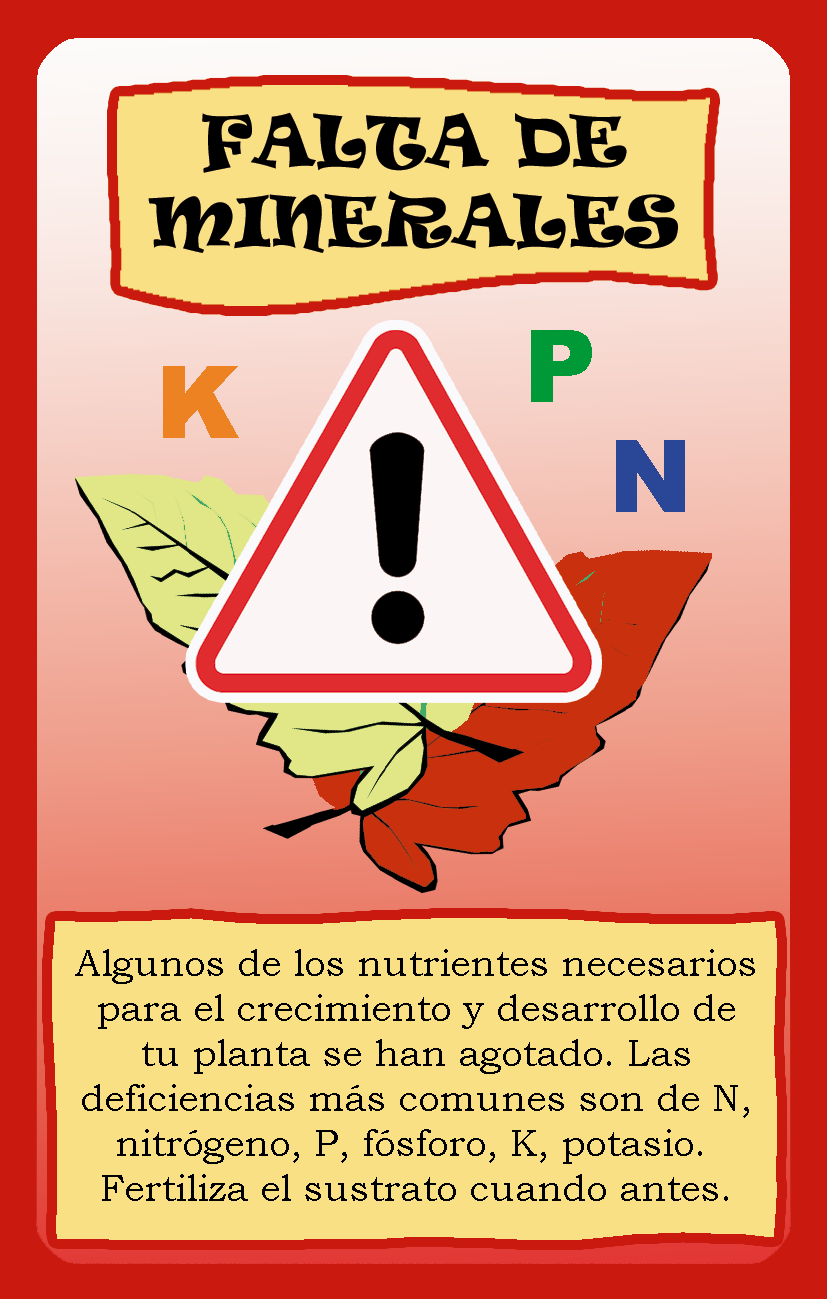 FALTA DE
MINERALES
P
K
N
!
Algunos de los nutrientes necesarios
para el crecimiento y desarrollo de
tu planta se han agotado. Las
deficiencias más comunes son de N,
nitrógeno, P, fósforo, K, potasio.
Fertiliza el sustrato cuando antes.